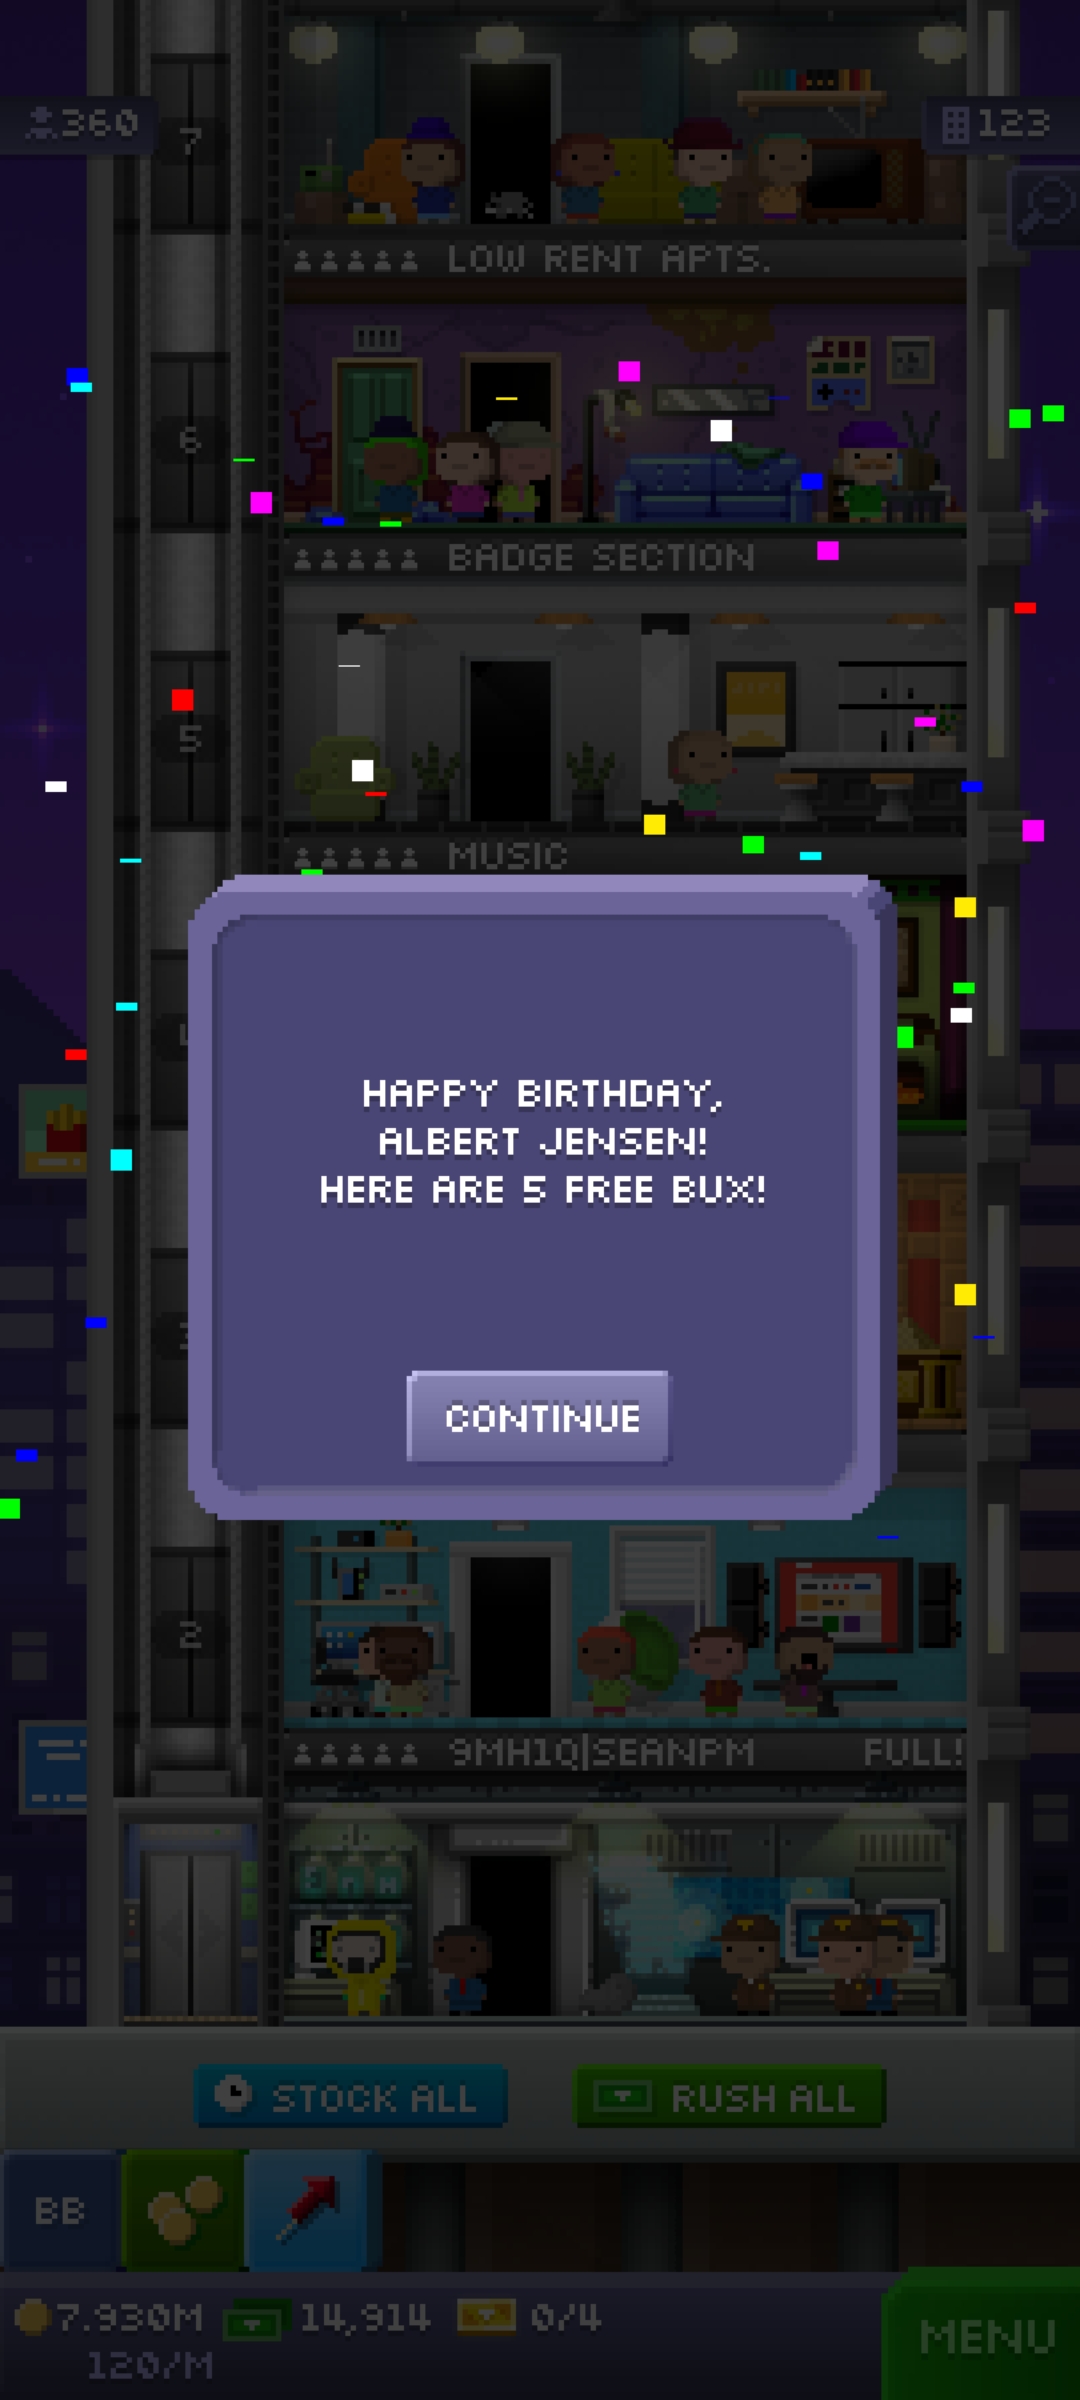 360
123
7
LOW RENT APTS.
6
BADGE SECTION
5
MUSIC
HAPPY BIRTHDAY,
ALBERT JENSEN!
HERE ARE 5 FREE BUX!
CONTINUE
2
9MH1Q|SEANPM
FULL!
STOCK ALL
RUSH ALL
BB
7.930M
14,914
0/4
120/M
MENU